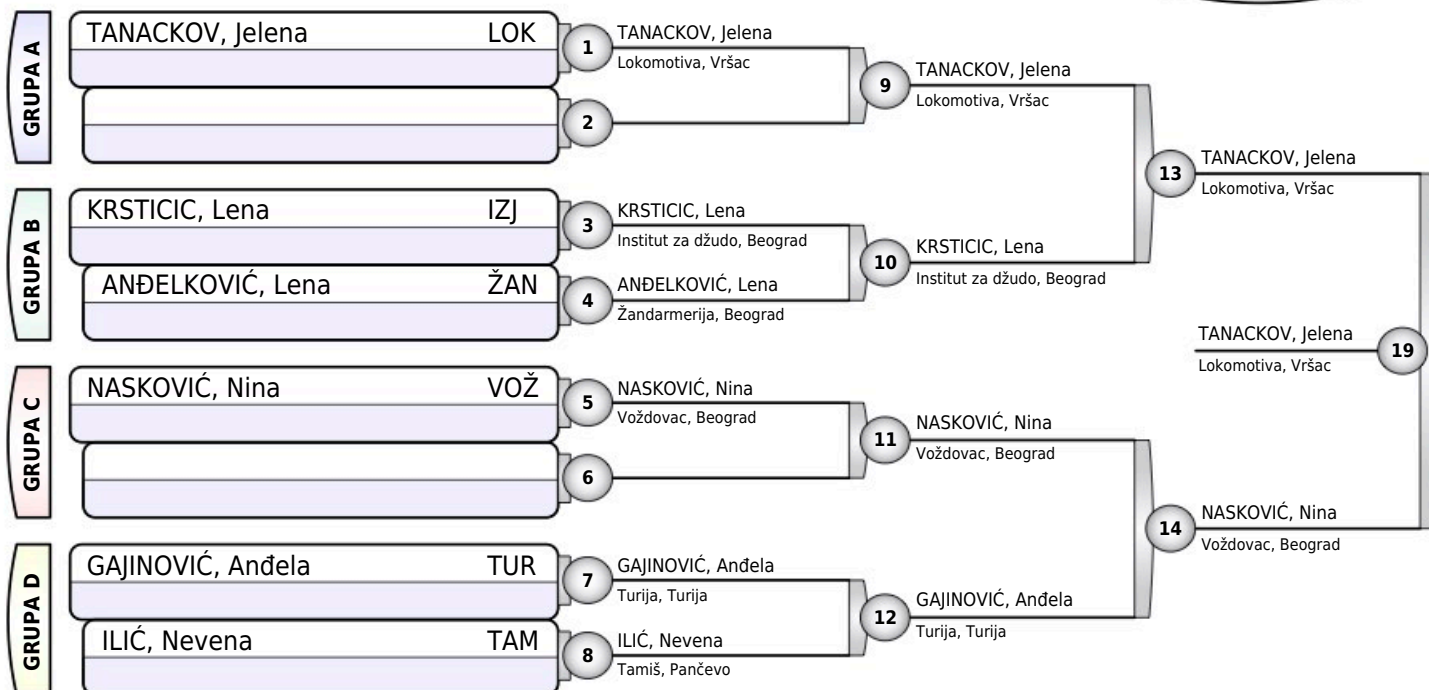 GRUPA A
TANACKOV, Jelena LOK
1
TANACKOV, Jelena
Lokomotiva, Vršac
2
9
TANACKOV, Jelena
Lokomotiva, Vršac
GRUPA B
KRSTICIC, Lena IZJ
3
KRSTICIC, Lena
Institut za džudo, Beograd
ANĐELKOVIĆ, Lena ŽAN
4
ANĐELKOVIĆ, Lena
Žandarmerija, Beograd
10
KRSTICIC, Lena
Institut za džudo, Beograd
13
TANACKOV, Jelena
Lokomotiva, Vršac
GRUPA C
NASKOVIĆ, Nina VOŽ
5
NASKOVIĆ, Nina
Voždovac, Beograd
6
11
NASKOVIĆ, Nina
Voždovac, Beograd
GRUPA D
GAJINOVIĆ, Anđela TUR
7
GAJINOVIĆ, Anđela
Turija, Turija
ILIĆ, Nevena TAM
8
ILIĆ, Nevena
Tamiš, Pančevo
12
GAJINOVIĆ, Anđela
Turija, Turija
14
NASKOVIĆ, Nina
Voždovac, Beograd
TANACKOV, Jelena
Lokomotiva, Vršac
19